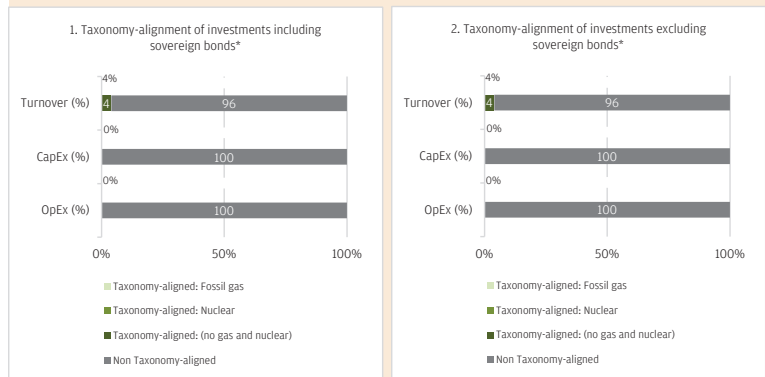 1. Taxonomy-alignment of investments including
sovereign bonds*
4%
Turnover (%)
4
96
0%
CapEx (%)
100
0%
OpEx (%)
100
0%
50%
100%
Taxonomy-aligned: Fossil gas
Taxonomy-aligned: Nuclear
Taxonomy-aligned: (no gas and nuclear)
Non Taxonomy-aligned
2. Taxonomy-alignment of investments excluding
sovereign bonds*
4%
Turnover (%)
4
96
0%
CapEx (%)
100
0%
OpEx (%)
100
0%
50%
100%
Taxonomy-aligned: Fossil gas
Taxonomy-aligned: Nuclear
Taxonomy-aligned: (no gas and nuclear)
Non Taxonomy-aligned